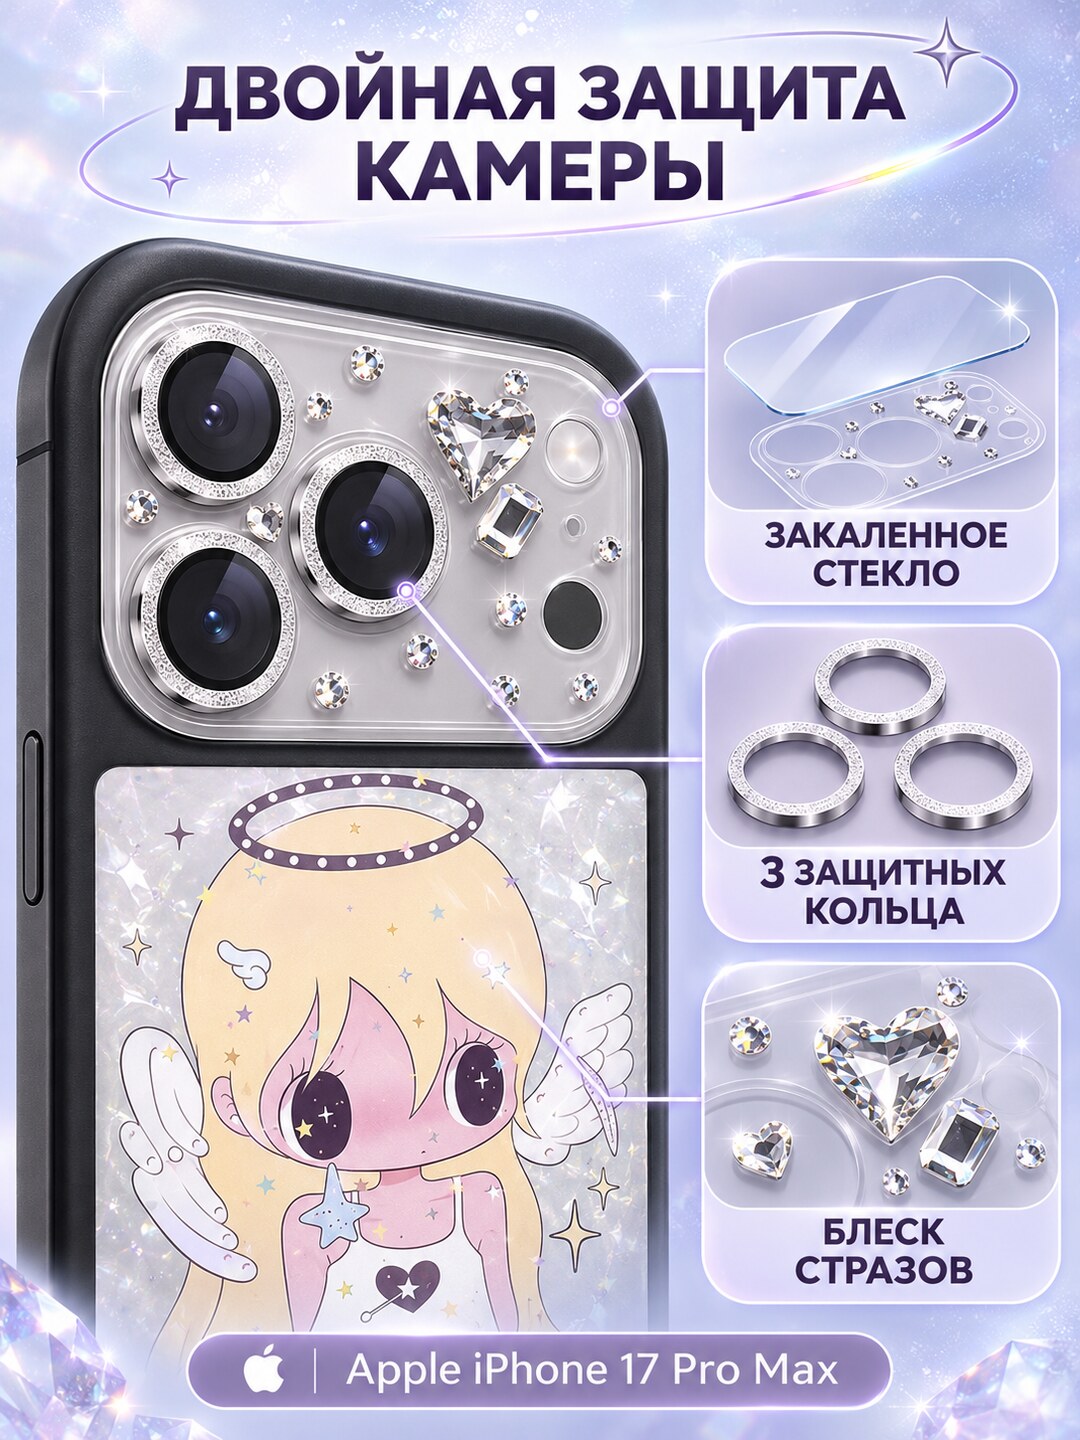 ДВОЙНАЯ ЗАЩИТА
КАМЕРЫ
ЗАКАЛЕННОЕ
СТЕКЛО
3 ЗАЩИТНЫХ
КОЛЬЦА
БЛЕСК
СТРАЗОВ
Apple iPhone 17 Pro Max